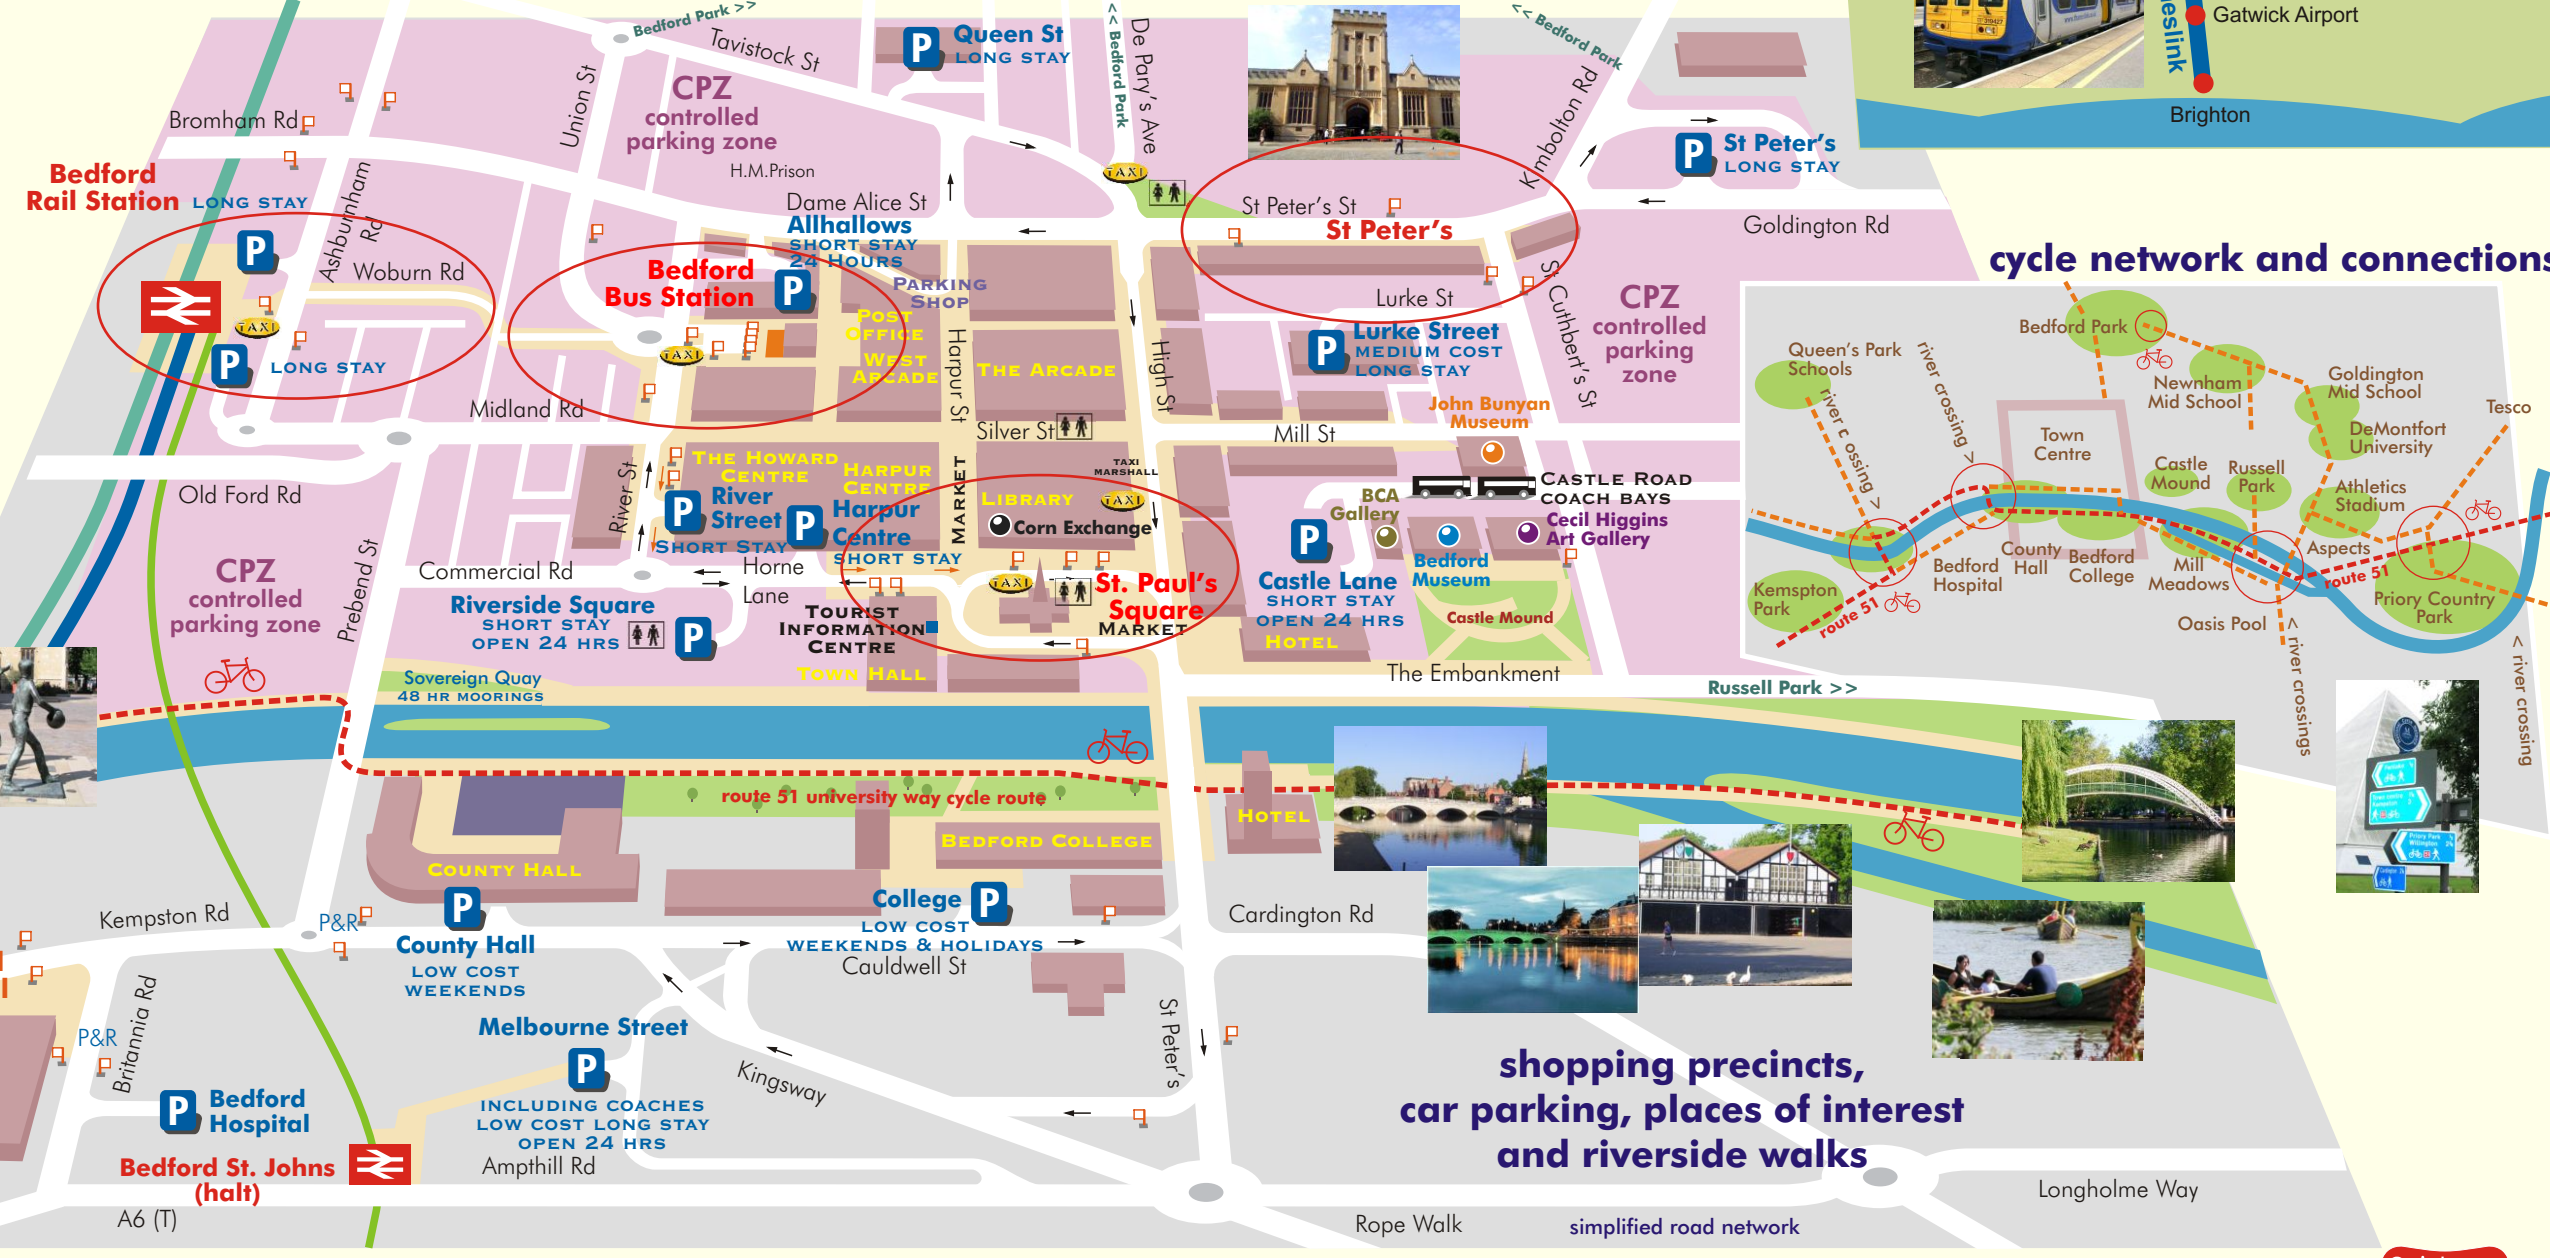 Bedford Park >>
Tavistock St
Queen St
LONG STAY
<< Bedford Park
De Pary's Ave
<< Bedford Park
Gatwick Airport
eslink
Brighton
Union St
CPZ
controlled
parking zone
H.M.Prison
Bromham Rd
Kimbolton Rd
St Peter's
LONG STAY
Bedford
Rail Station
LONG STAY
Ashburnham
Rd
Woburn Rd
TAXI
LONG STAY
Dame Alice St
Allhallows
SHORT STAY
24 HOURS
TAXI
St Peter's St
St Peter's
Goldington Rd
Bedford
Bus Station
TAXI
PARKING
SHOP
POST
OFFICE
WEST
ARCADE
Harpur St
THE ARCADE
High St
Lurke St
Lurke Street
MEDIUM COST
LONG STAY
St Cuthbert's St
CPZ
controlled
parking
zone
Midland Rd
Silver St
Mill St
John Bunyan
Museum
Old Ford Rd
River St
THE HOWARD
CENTRE
HARPUR
CENTRE
MARKET
LIBRARY
TAXI
MARSHALL
TAXI
Corn Exchange
River
Street
SHORT STAY
Harpur
Centre
SHORT STAY
BCA
Gallery
CASTLE ROAD
COACH BAYS
Cecil Higgins
Art Gallery
Bedford
Museum
Castle Lane
SHORT STAY
OPEN 24 HRS
HOTEL
Castle Mound
CPZ
controlled
parking zone
Prebend St
Commercial Rd
Horne
Lane
Riverside Square
SHORT STAY
OPEN 24 HRS
TOURIST
INFORMATION
CENTRE
TOWN HALL
TAXI
St. Paul's
Square
MARKET
The Embankment
Russell Park >>
Sovereign Quay
48 HR MOORINGS
route 51 university way cycle route
HOTEL
COUNTY HALL
BEDFORD COLLEGE
Kempston Rd
P&R
County Hall
LOW COST
WEEKENDS
College
LOW COST
WEEKENDS & HOLIDAYS
Cauldwell St
Cardington Rd
St Peter's
P&R
Britannia Rd
Melbourne Street
INCLUDING COACHES
LOW COST LONG STAY
OPEN 24 HRS
Kingsway
Bedford
Hospital
Bedford St. Johns
(halt)
Ampthill Rd
A6 (T)
Rope Walk
Longholme Way
shopping precincts,
car parking, places of interest
and riverside walks
simplified road network
cycle network and connections
Queen's Park
Schools
river crossing >
river c ossing >
Bedford Park
Newnham
Mid School
Goldington
Mid School
Tesco
Town
Centre
DeMontfort
University
Castle
Mound
Russell
Park
Athletics
Stadium
Kempston
Park
route 51
Bedford
Hospital
County
Hall
Bedford
College
Mill
Meadows
Aspects
route 51
Priory Country
Park
Oasis Pool
< river crossings
< river crossing